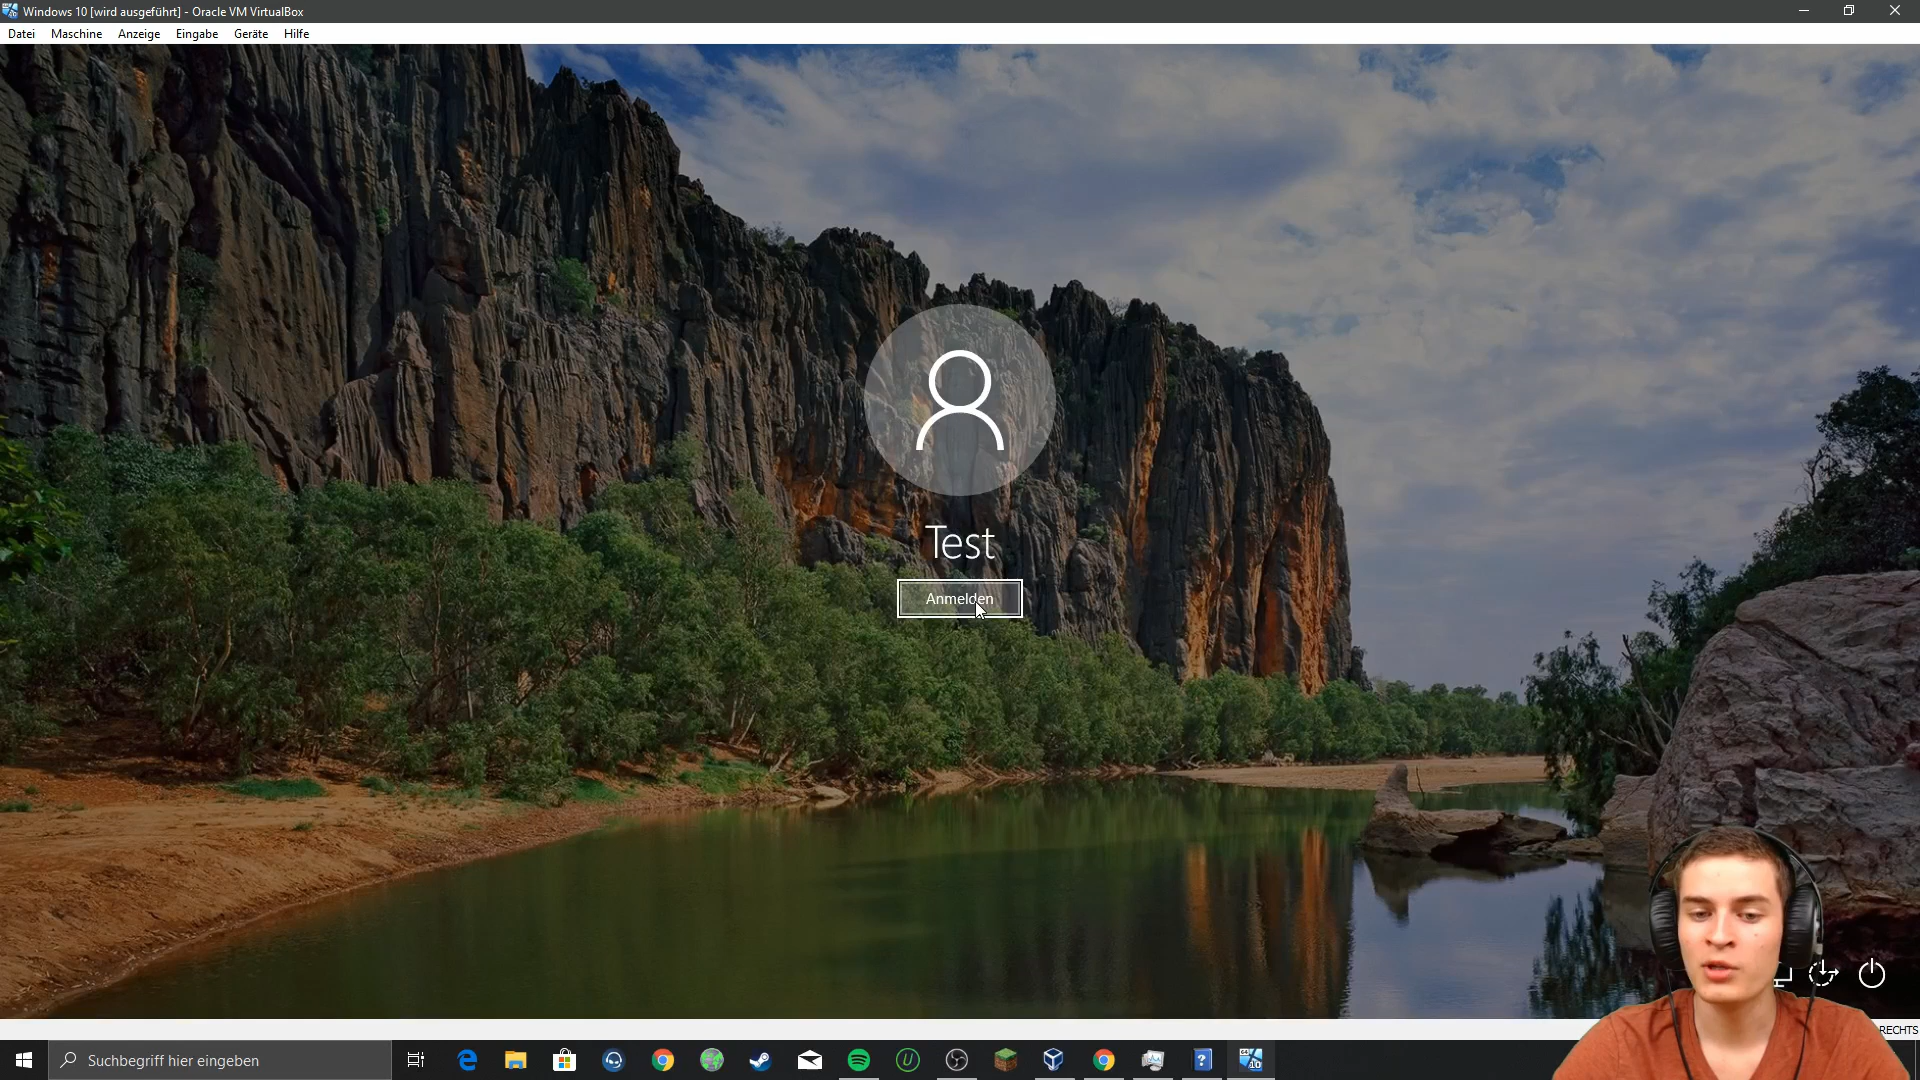 Windows 10 [wird ausgeführt] - Oracle VM VirtualBox
Datei Maschine Anzeige Eingabe Geräte Hilfe
Test
Anmelden
RECHTS
Suchbegriff hier eingeben